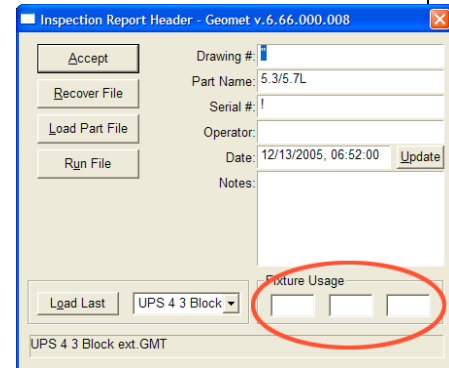 Inspection Report Header - Geomet v.6.66.000.008
Accept
Drawing #: "
Recover File
Part Name: 5.3/5.7L
Serial #: !
Load Part File
Operator:
Run File
Date: 12/13/2005, 06:52:00 Update
Notes:
Fixture Usage
Load Last UPS 4 3 Block
UPS 4 3 Block ext.GMT